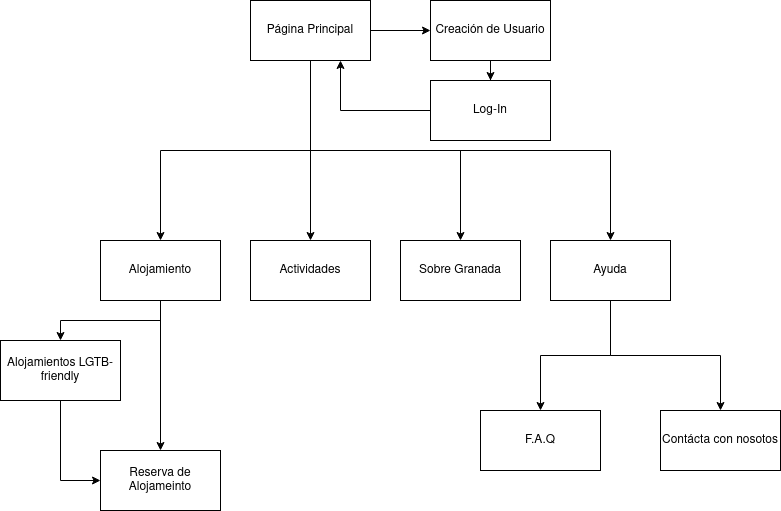 Página Principal
Creación de Usuario
Log-In
Alojamiento
Actividades
Sobre Granada
Ayuda
Alojamientos LGTB-
friendly
F.A.Q
Contácta con nosotos
Reserva de
Alojameinto